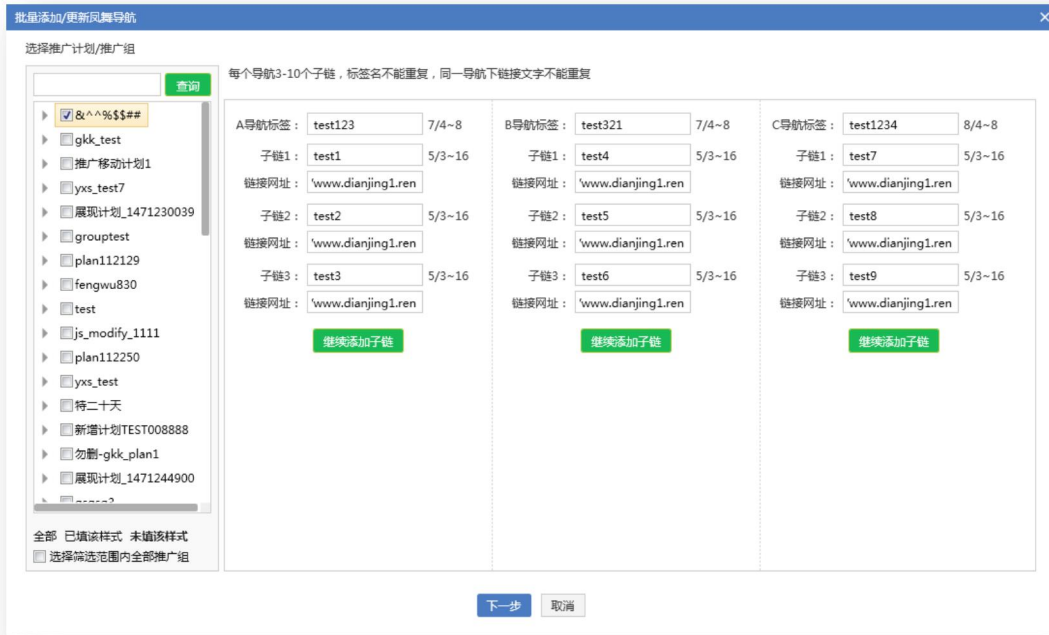 批量添加/更新凤舞导航
选择推广计划/推广组
查询
每个导航3-10个子链，标签名不能重复，同一导航下链接文字不能重复
&^^%$$##
gkk_test
推广移动计划1
yxs_test7
展现计划_1471230039
grouptest
plan112129
fengwu830
test
js_modify_1111
plan112250
yxs_test
特二十天
新增计划TEST008888
勿删-gkk_plan1
展现计划_1471244900
全部 已填该样式 未填该样式
选择筛选范围内全部推广组
A导航标签： test123 7/4~8
子链1： test1 5/3~16
链接网址： 'www.dianjing1.ren
子链2： test2 5/3~16
链接网址： 'www.dianjing1.ren
子链3： test3 5/3~16
链接网址： 'www.dianjing1.ren
继续添加子链
B导航标签： test321 7/4~8
子链1： test4 5/3~16
链接网址： 'www.dianjing1.ren
子链2： test5 5/3~16
链接网址： 'www.dianjing1.ren
子链3： test6 5/3~16
链接网址： 'www.dianjing1.ren
继续添加子链
C导航标签： test1234 8/4~8
子链1： test7 5/3~16
链接网址： 'www.dianjing1.ren
子链2： test8 5/3~16
链接网址： 'www.dianjing1.ren
子链3： test9 5/3~16
链接网址： 'www.dianjing1.ren
继续添加子链
下一步 取消